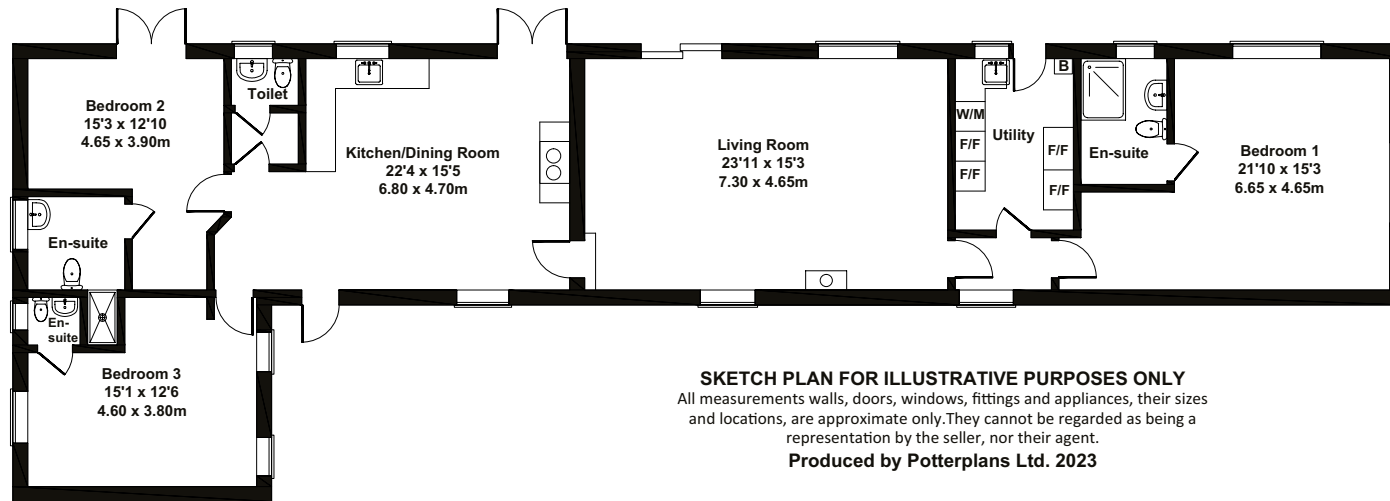 Bedroom 2
15'3 x 12'10
4.65 x 3.90m
Toilet
Kitchen/Dining Room
22'4 x 15'5
6.80 x 4.70m
Living Room
23'11 x 15'3
7.30 x 4.65m
B
W/M
F/F
F/F
Utility
F/F
F/F
En-suite
Bedroom 1
21'10 x 15'3
6.65 x 4.65m
En-suite
En-
suite
Bedroom 3
15'1 x 12'6
4.60 x 3.80m
SKETCH PLAN FOR ILLUSTRATIVE PURPOSES ONLY
All measurements walls, doors, windows, fittings and appliances, their sizes
and locations, are approximate only.They cannot be regarded as being a
representation by the seller, nor their agent.
Produced by Potterplans Ltd. 2023